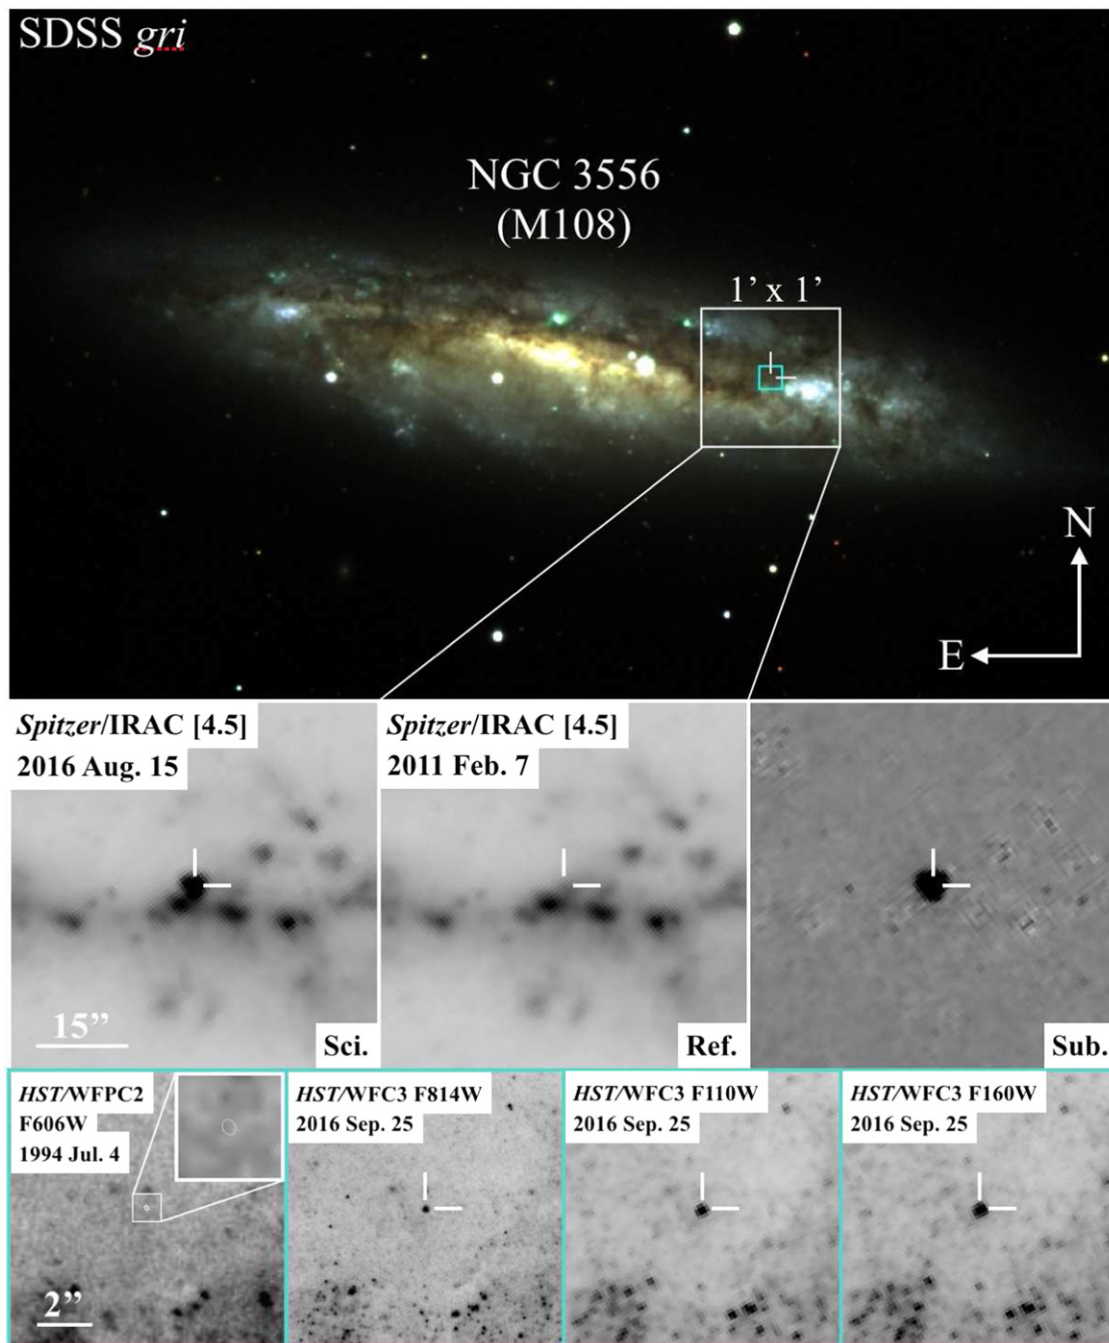 SDSS gri
NGC 3556
(M108)
1’ x 1’
N
E
Spitzer/IRAC [4.5]
2016 Aug. 15
15”
Sci.
Spitzer/IRAC [4.5]
2011 Feb. 7
Ref.
Sub.
HST/WFPC2
F606W
1994 Jul. 4
2”
HST/WFC3 F814W
2016 Sep. 25
HST/WFC3 F110W
2016 Sep. 25
HST/WFC3 F160W
2016 Sep. 25